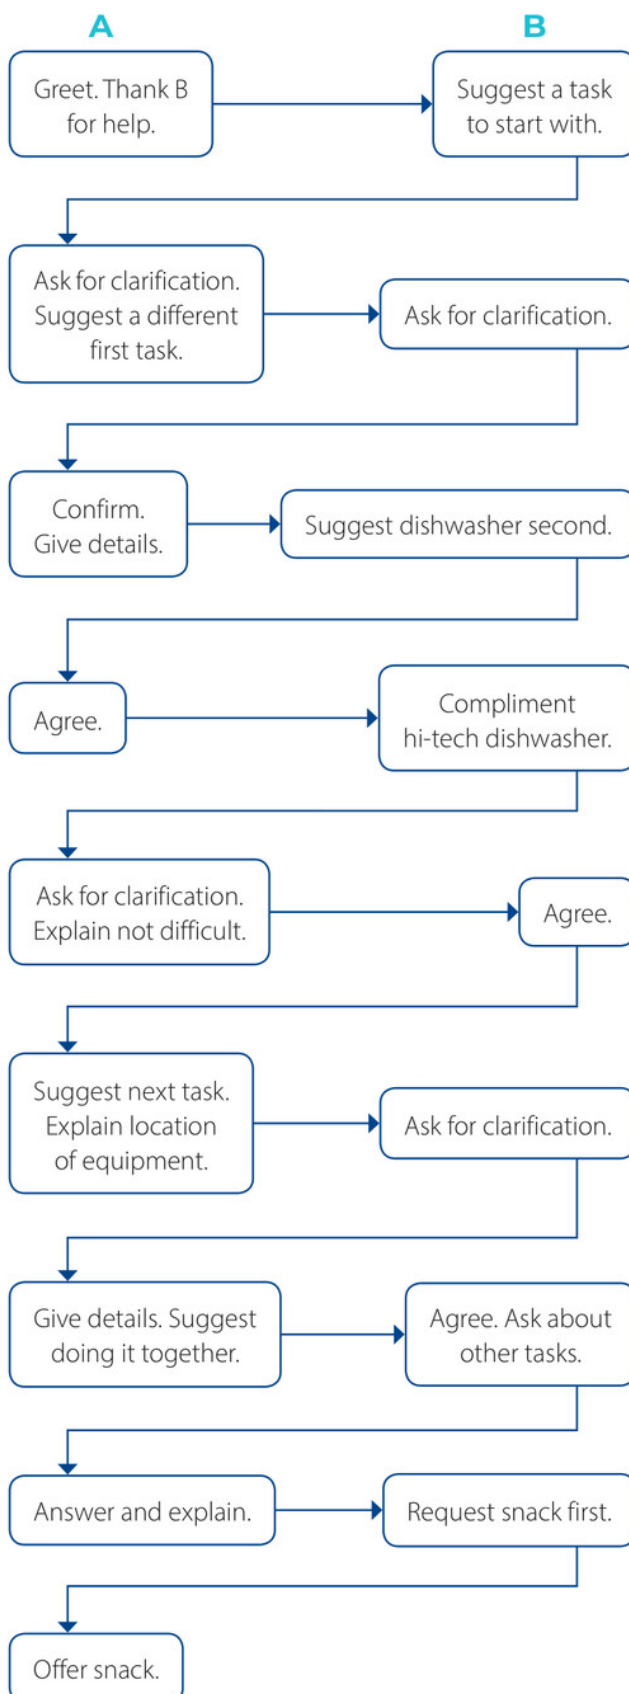 A
B
Greet. Thank B
for help.
Suggest a task
to start with.
Ask for clarification.
Suggest a different
first task.
Ask for clarification.
Confirm.
Give details.
Suggest dishwasher second.
Agree.
Compliment
hi-tech dishwasher.
Ask for clarification.
Explain not difficult.
Agree.
Suggest next task.
Explain location
of equipment.
Ask for clarification.
Give details. Suggest
doing it together.
Agree. Ask about
other tasks.
Answer and explain.
Request snack first.
Offer snack.